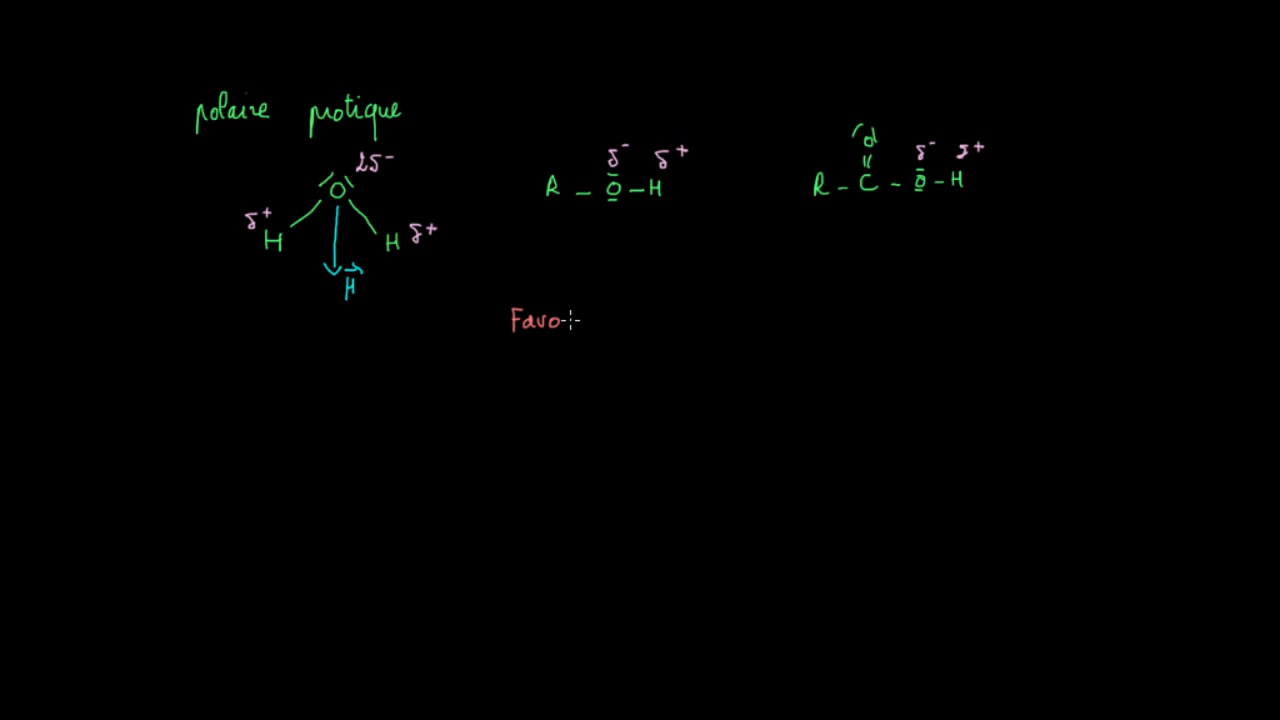 polaire protique
2δ-
O
δ+ H H δ+
μ
δ- δ+
R - O - H
O
δ- δ+
R - C - O - H
Favo